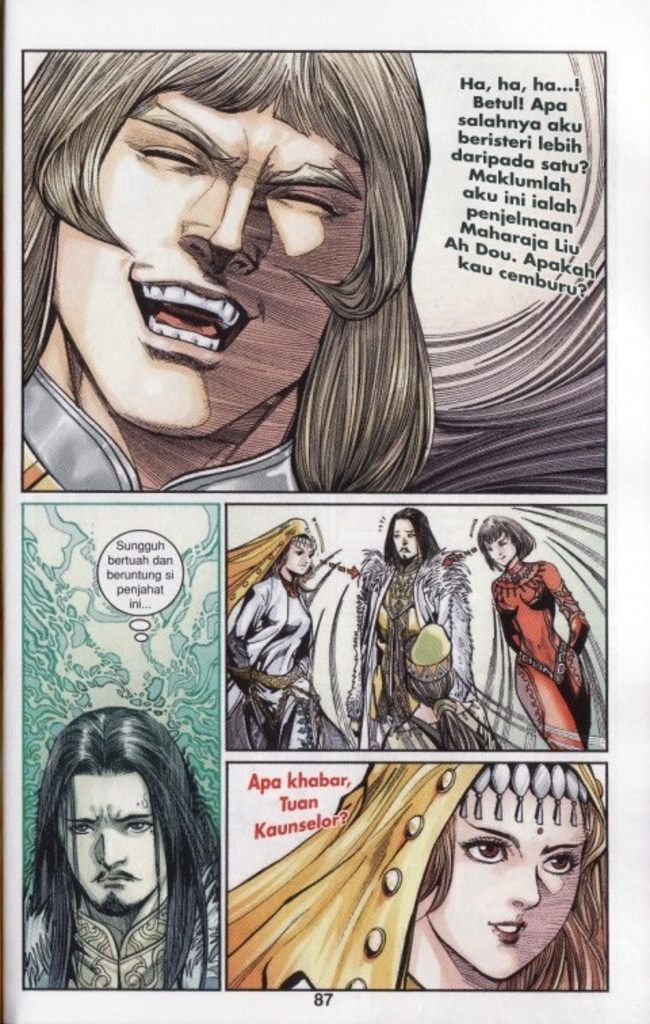 Ha, ha, ha...!
Betul! Apa
salahnya aku
beristeri lebih
daripada satu?
Maklumlah
aku ini ialah
penjelmaan
Maharaja Liu
Ah Dou. Apakah
kau cemburu?
Sungguh
bertuah dan
beruntung si
penjahat
ini...
Apa khabar,
Tuan
Kaunselor?
87